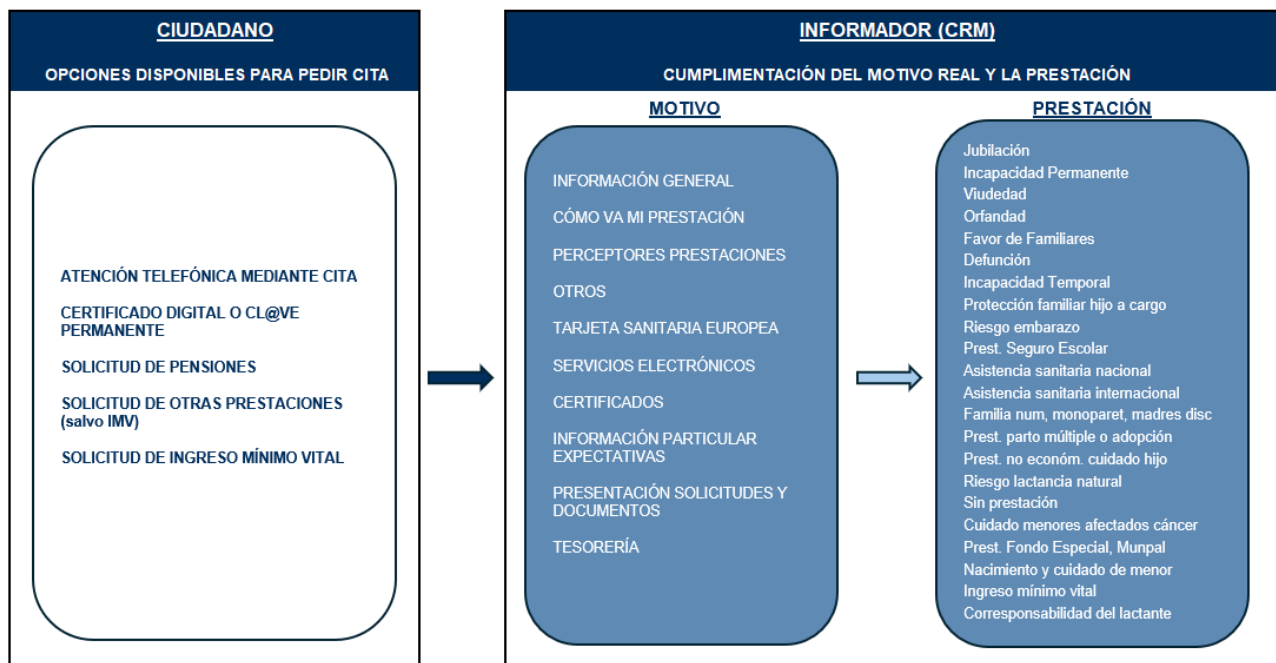 CIUDADANO
OPCIONES DISPONIBLES PARA PEDIR CITA
ATENCIÓN TELEFÓNICA MEDIANTE CITA
CERTIFICADO DIGITAL O CL@VE
PERMANENTE
SOLICITUD DE PENSIONES
SOLICITUD DE OTRAS PRESTACIONES
(salvo IMV)
SOLICITUD DE INGRESO MÍNIMO VITAL
INFORMADOR (CRM)
CUMPLIMENTACIÓN DEL MOTIVO REAL Y LA PRESTACIÓN
MOTIVO
INFORMACIÓN GENERAL
CÓMO VA MI PRESTACIÓN
PERCEPTORES PRESTACIONES
OTROS
TARJETA SANITARIA EUROPEA
SERVICIOS ELECTRÓNICOS
CERTIFICADOS
INFORMACIÓN PARTICULAR
EXPECTATIVAS
PRESENTACIÓN SOLICITUDES Y
DOCUMENTOS
TESORERÍA
PRESTACIÓN
Jubilación
Incapacidad Permanente
Viudedad
Orfandad
Favor de Familiares
Defunción
Incapacidad Temporal
Protección familiar hijo a cargo
Riesgo embarazo
Prest. Seguro Escolar
Asistencia sanitaria nacional
Asistencia sanitaria internacional
Familia num, monoparet, madres disc
Prest. parto múltiple o adopción
Prest. no económ. cuidado hijo
Riesgo lactancia natural
Sin prestación
Cuidado menores afectados cáncer
Prest. Fondo Especial, Munpal
Nacimiento y cuidado de menor
Ingreso mínimo vital
Corresponsabilidad del lactante